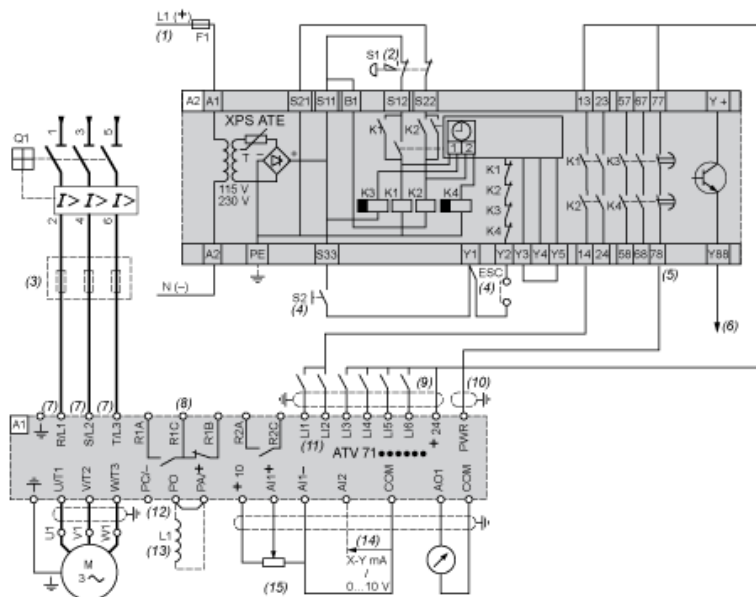 L1 (+)
(1)
F1
S1 (2)
A2 A1 S21 S11 B1 S12 S22 13 23 57 67 77 Y+
XPS ATE
T
+
-
115 V
230 V
K1 K2
1 2
K3 K1 K2 K4
K1
K2
K3
K4
K1 K3
K2 K4
A2 PE S33 Y1 Y2 Y3 Y4 Y5 14 24 58 68 78 Y88
Q1
1 3 5
I> I> I>
2 4 6
(3)
N (–)
S2
(4)
ESC
(4)
(5)
(6)
(7) (7) (7) (8) (9) (10)
A1
R/L1 S/L2 T/L3 R1A R1C R1B R2A R2C LI1 LI2 LI3 LI4 LI5 LI6 +24 PWR
(11)
ATV 71••••••
U/T1 V/T2 W/T3 PC/– PO PA/+ +10 AI1+ AI1– AI2 COM AO1 COM
(12)
U1 V1 W1
L1
(13)
M
3
(14)
X-Y mA
/
0...10 V
(15)